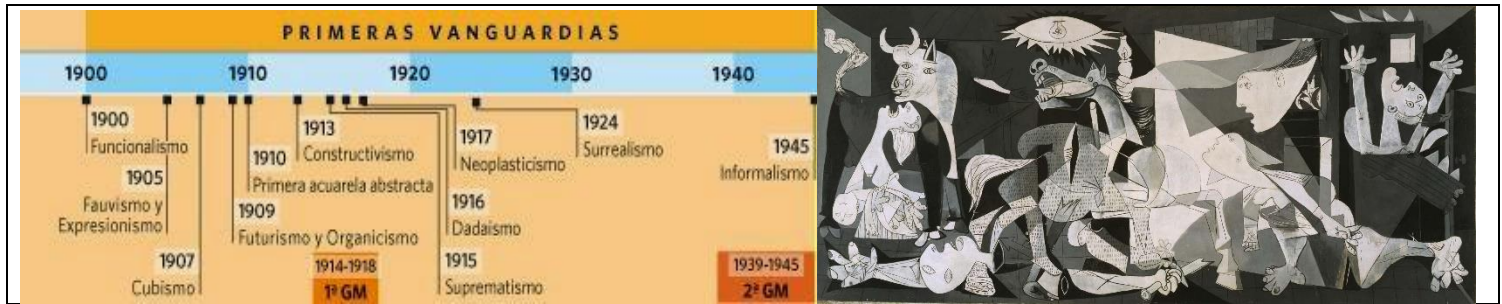 PRIMERAS VANGUARDIAS
1900
1910
1920
1930
1940
1900
Funcionalismo
1905
Fauvismo y
Expresionismo
1907
Cubismo
1909
Futurismo y Organicismo
1910
Primera acuarela abstracta
1913
Constructivismo
1914-1918
1ª GM
1915
Suprematismo
1916
Dadaísmo
1917
Neoplasticismo
1924
Surrealismo
1939-1945
2ª GM
1945
Informalismo